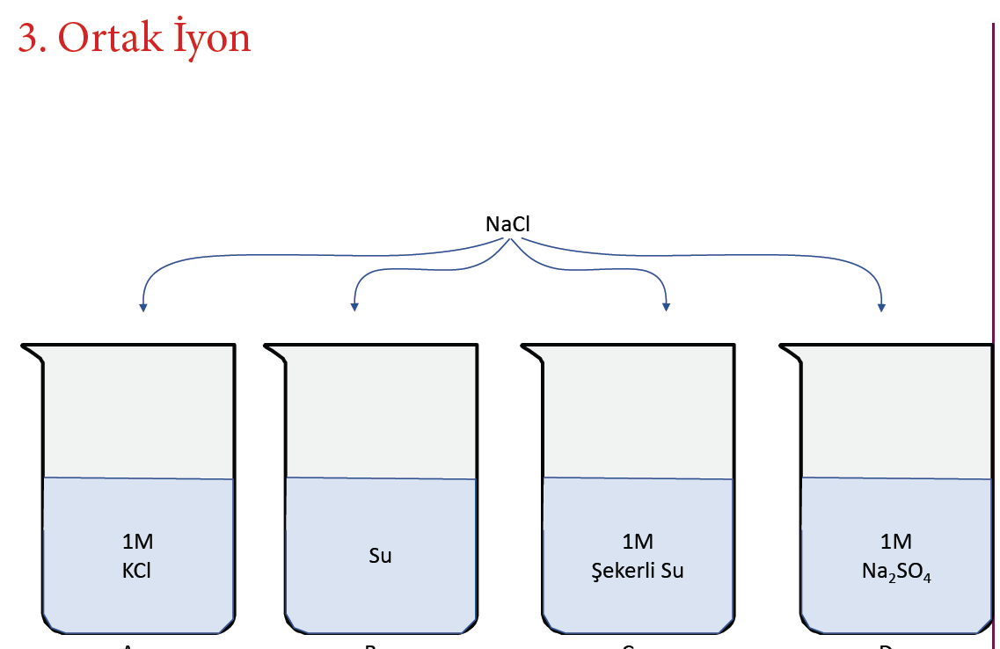 3. Ortak İyon
NaCl
1M
KCl
Su
1M
Şekerli Su
1M
Na₂SO₄